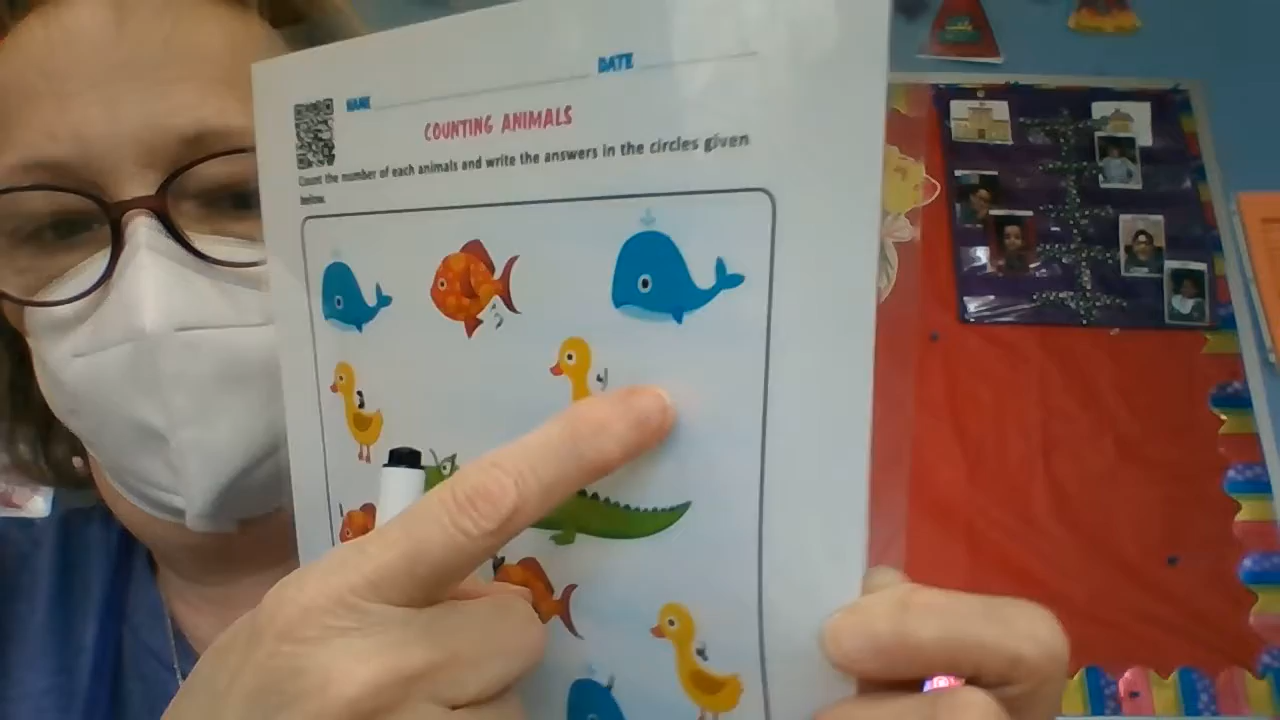 NAME DATE
COUNTING ANIMALS
Count the number of each animals and write the answers in the circles given
below.